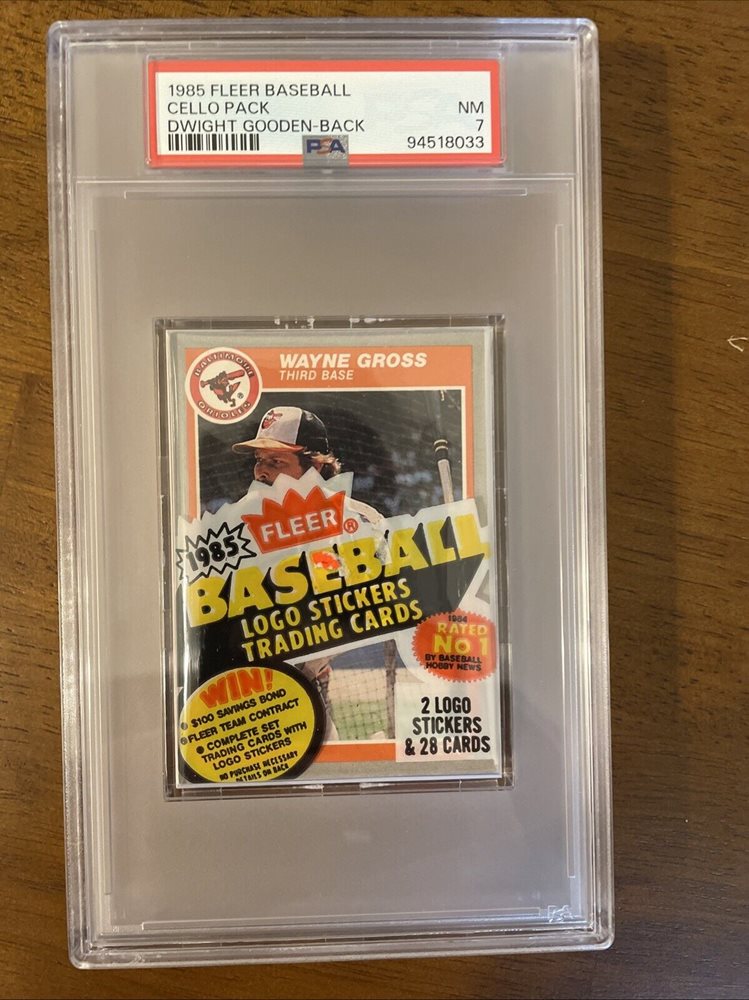 1985 FLEER BASEBALL
CELLO PACK NM
DWIGHT GOODEN-BACK 7
PSA 94518033
BALTIMORE
ORIOLES
WAYNE GROSS
THIRD BASE
1985
FLEER®
BASEBALL
LOGO STICKERS
TRADING CARDS
1984
RATED
No 1
BY BASEBALL
HOBBY NEWS
WIN!
• $100 SAVINGS BOND
• FLEER TEAM CONTRACT
• COMPLETE SET
TRADING CARDS WITH
LOGO STICKERS
NO PURCHASE NECESSARY
DETAILS ON BACK
2 LOGO
STICKERS
& 28 CARDS
PSA